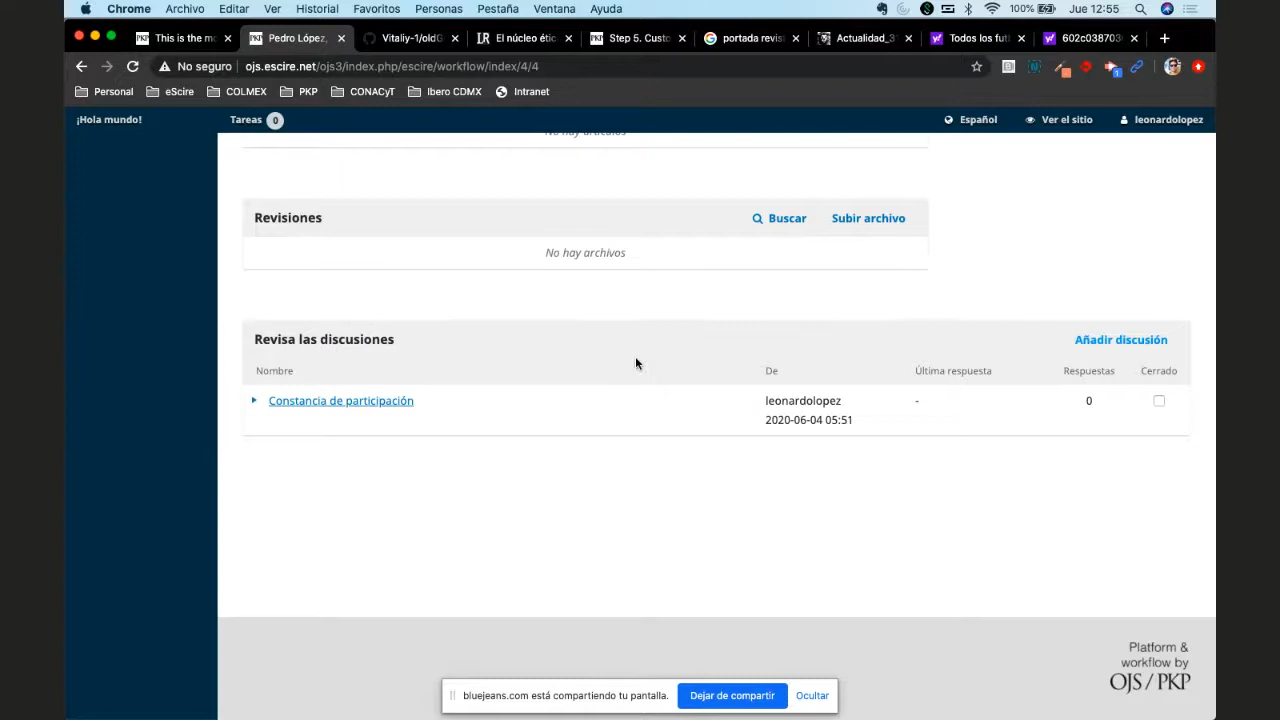 Chrome Archivo Editar Ver Historial Favoritos Personas Pestaña Ventana Ayuda 100% Jue 12:55
This is the m Pedro López, Vitaliy-1/oldG El núcleo étic Step 5. Custo portada revis Actualidad_3 Todos los fut 602c038703
No seguro ojs.escire.net/ojs3/index.php/escire/workflow/index/4/4
Personal eScire COLMEX PKP CONACyT Ibero CDMX Intranet
¡Hola mundo! Tareas 0 Español Ver el sitio leonardolopez
No hay artículos
Revisiones Buscar Subir archivo
No hay archivos
Revisa las discusiones Añadir discusión
Nombre De Última respuesta Respuestas Cerrado
Constancia de participación leonardolopez - 0
2020-06-04 05:51
Platform &
workflow by
OJS / PKP
bluejeans.com está compartiendo tu pantalla. Dejar de compartir Ocultar